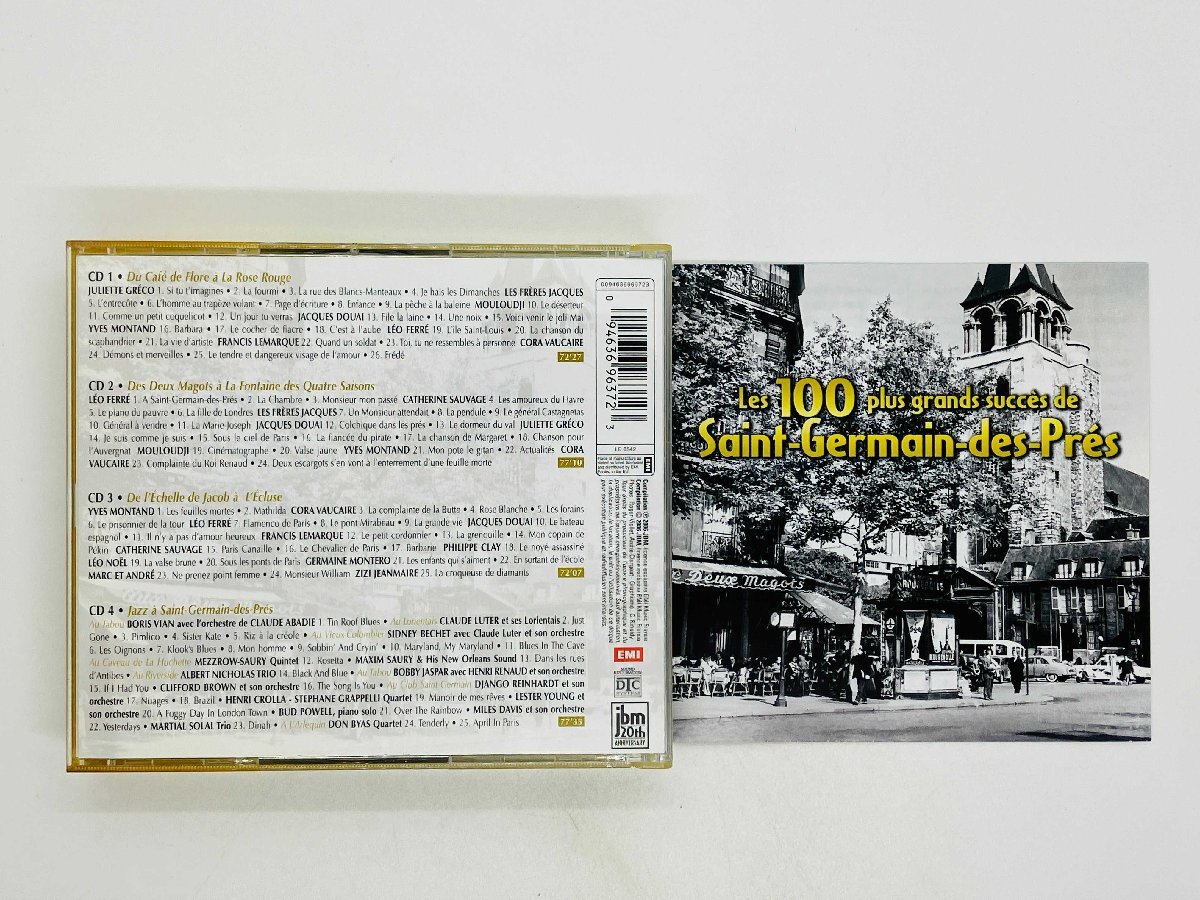 CD 1 • Du Café de Flore à La Rose Rouge
JULIETTE GRÉCO 1. Si tu t'imagines • 2. La fourmi • 3. La rue des Blancs-Manteaux • 4. Je hais les Dimanches LES FRÈRES JACQUES
5. L'entrecôte • 6. L'homme au trapèze volant • 7. Page d'écriture • 8. Enfance • 9. La pêche à la baleine MOULOUDJI 10. Le déserteur
11. Comme un petit coquelicot • 12. Un jour tu verras JACQUES DOUAI 13. File la laine • 14. Une noix • 15. Voici venir le joli Mai
YVES MONTAND 16. Barbara • 17. Le cocher de fiacre • 18. C'est à l'aube LÉO FERRÉ 19. L'île Saint-Louis • 20. La chanson du
scaphandrier • 21. La vie d'artiste FRANCIS LEMARQUE 22. Quand un soldat • 23. Toi, tu ne ressembles à personne CORA VAUCAIRE
24. Démons et merveilles • 25. Le tendre et dangereux visage de l'amour • 26. Frédé 72'27
CD 2 • Des Deux Magots à La Fontaine des Quatre Saisons
LÉO FERRÉ 1. A Saint-Germain-des-Prés • 2. La Chambre • 3. Monsieur mon passé CATHERINE SAUVAGE 4. Les amoureux du Havre
5. Le piano du pauvre • 6. La fille de Londres LES FRÈRES JACQUES 7. Un Monsieur attendait • 8. La pendule • 9. Le général Castagnetas
10. Général à vendre • 11. La Marie-Joseph JACQUES DOUAI 12. Colchique dans les prés • 13. Le dormeur du val JULIETTE GRÉCO
14. Je suis comme je suis • 15. Sous le ciel de Paris • 16. La fiancée du pirate • 17. La chanson de Margaret • 18. Chanson pour
l'Auvergnat MOULOUDJI 19. Cinématographe • 20. Valse jaune YVES MONTAND 21. Mon pote le gitan • 22. Actualités CORA
VAUCAIRE 23. Complainte du Roi Renaud • 24. Deux escargots s'en vont à l'enterrement d'une feuille morte 77'10
CD 3 • De l'Echelle de Jacob à L'Ecluse
YVES MONTAND 1. Les feuilles mortes • 2. Mathilda CORA VAUCAIRE 3. La complainte de la Butte • 4. Rose Blanche • 5. Les forains
6. Le prisonnier de la tour LÉO FERRÉ 7. Flamenco de Paris • 8. Le pont Mirabeau • 9. La grande vie JACQUES DOUAI 10. Le bateau
espagnol • 11. Il n'y a pas d'amour heureux FRANCIS LEMARQUE 12. Le petit cordonnier • 13. La grenouille • 14. Mon copain de
Pékin CATHERINE SAUVAGE 15. Paris Canaille • 16. Le Chevalier de Paris • 17. Barbarie PHILIPPE CLAY 18. Le noyé assassiné
LÉO NOËL 19. La valse brune • 20. Sous les ponts de Paris GERMAINE MONTERO 21. Les enfants qui s'aiment • 22. En sortant de l'école
MARC ET ANDRÉ 23. Ne prenez point femme • 24. Monsieur William ZIZI JEANMAIRE 25. La croqueuse de diamants 72'07
CD 4 • Jazz à Saint-Germain-des-Prés
Au Tabou BORIS VIAN avec l'orchestre de CLAUDE ABADIE 1. Tin Roof Blues • Au Lorientais CLAUDE LUTER et ses Lorientais 2. Just
Gone • 3. Pimlico • 4. Sister Kate • 5. Riz à la créole • Au Vieux Colombier SIDNEY BECHET avec Claude Luter et son orchestre
6. Les Oignons • 7. Klook's Blues • 8. Mon homme • 9. Sobbin' And Cryin' • 10. Maryland, My Maryland • 11. Blues In The Cave
Au Caveau de La Huchette MEZZROW-SAURY Quintet 12. Rosetta • MAXIM SAURY & His New Orleans Sound 13. Dans les rues
d'Antibes • Au Riverside ALBERT NICHOLAS TRIO 14. Black And Blue • Au Tabou BOBBY JASPAR avec HENRI RENAUD et son orchestre
15. If I Had You • CLIFFORD BROWN et son orchestre 16. The Song Is You • Au Club Saint-Germain DJANGO REINHARDT et son
orchestre 17. Nuages • HENRI CROLLA - STEPHANE GRAPPELLI Quartet 19. Manoir de mes rêves • LESTER YOUNG et
son orchestre 20. A Foggy Day In London Town • BUD POWELL, piano solo 21. Over The Rainbow • MILES DAVIS et son orchestre
22. Yesterdays • MARTIAL SOLAL Trio 23. Dinah • A L'Arlequin DON BYAS Quartet 24. Tenderly • 25. April In Paris 77'35
0094636963723
0 94636 96372 3
LC 0542
EMI
DTC
jbm
20th
ANNIVERSARY
Les 100 plus grands succès de
Saint-Germain-des-Prés
Deux Magots